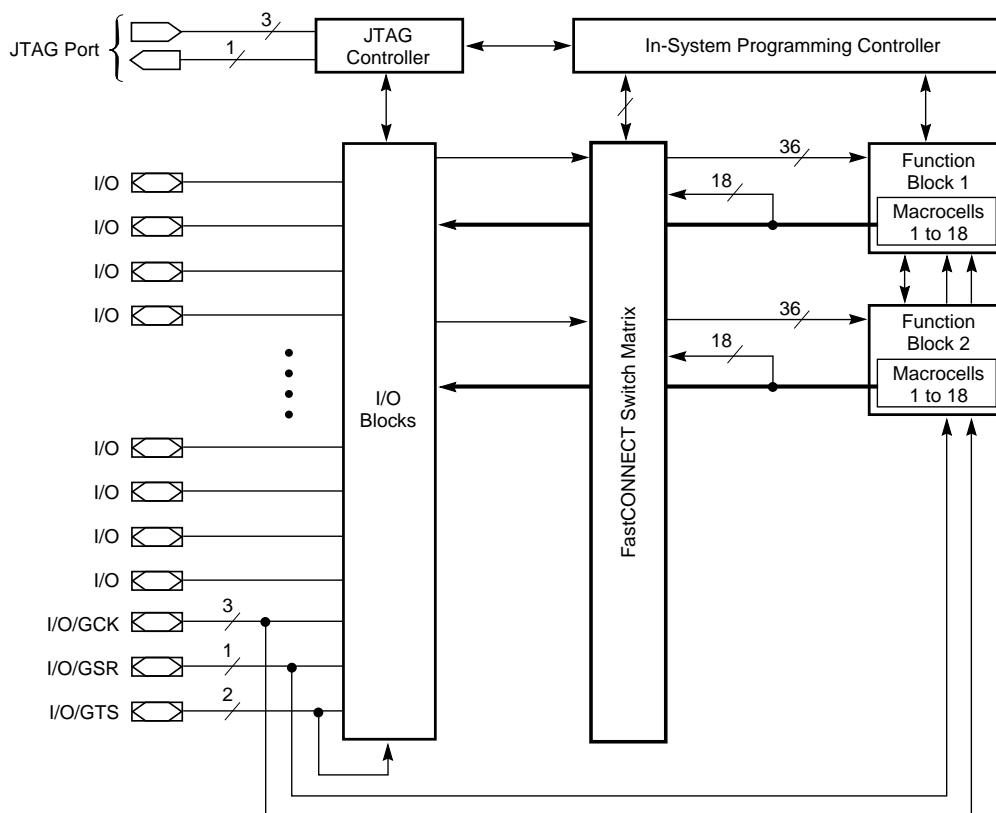 JTAG Port
3
1
JTAG
Controller
In-System Programming Controller
I/O
I/O
I/O
I/O
I/O
I/O
I/O
I/O
I/O/GCK
3
I/O/GSR
1
I/O/GTS
2
I/O
Blocks
FastCONNECT Switch Matrix
36
18
Function
Block 1
Macrocells
1 to 18
36
18
Function
Block 2
Macrocells
1 to 18